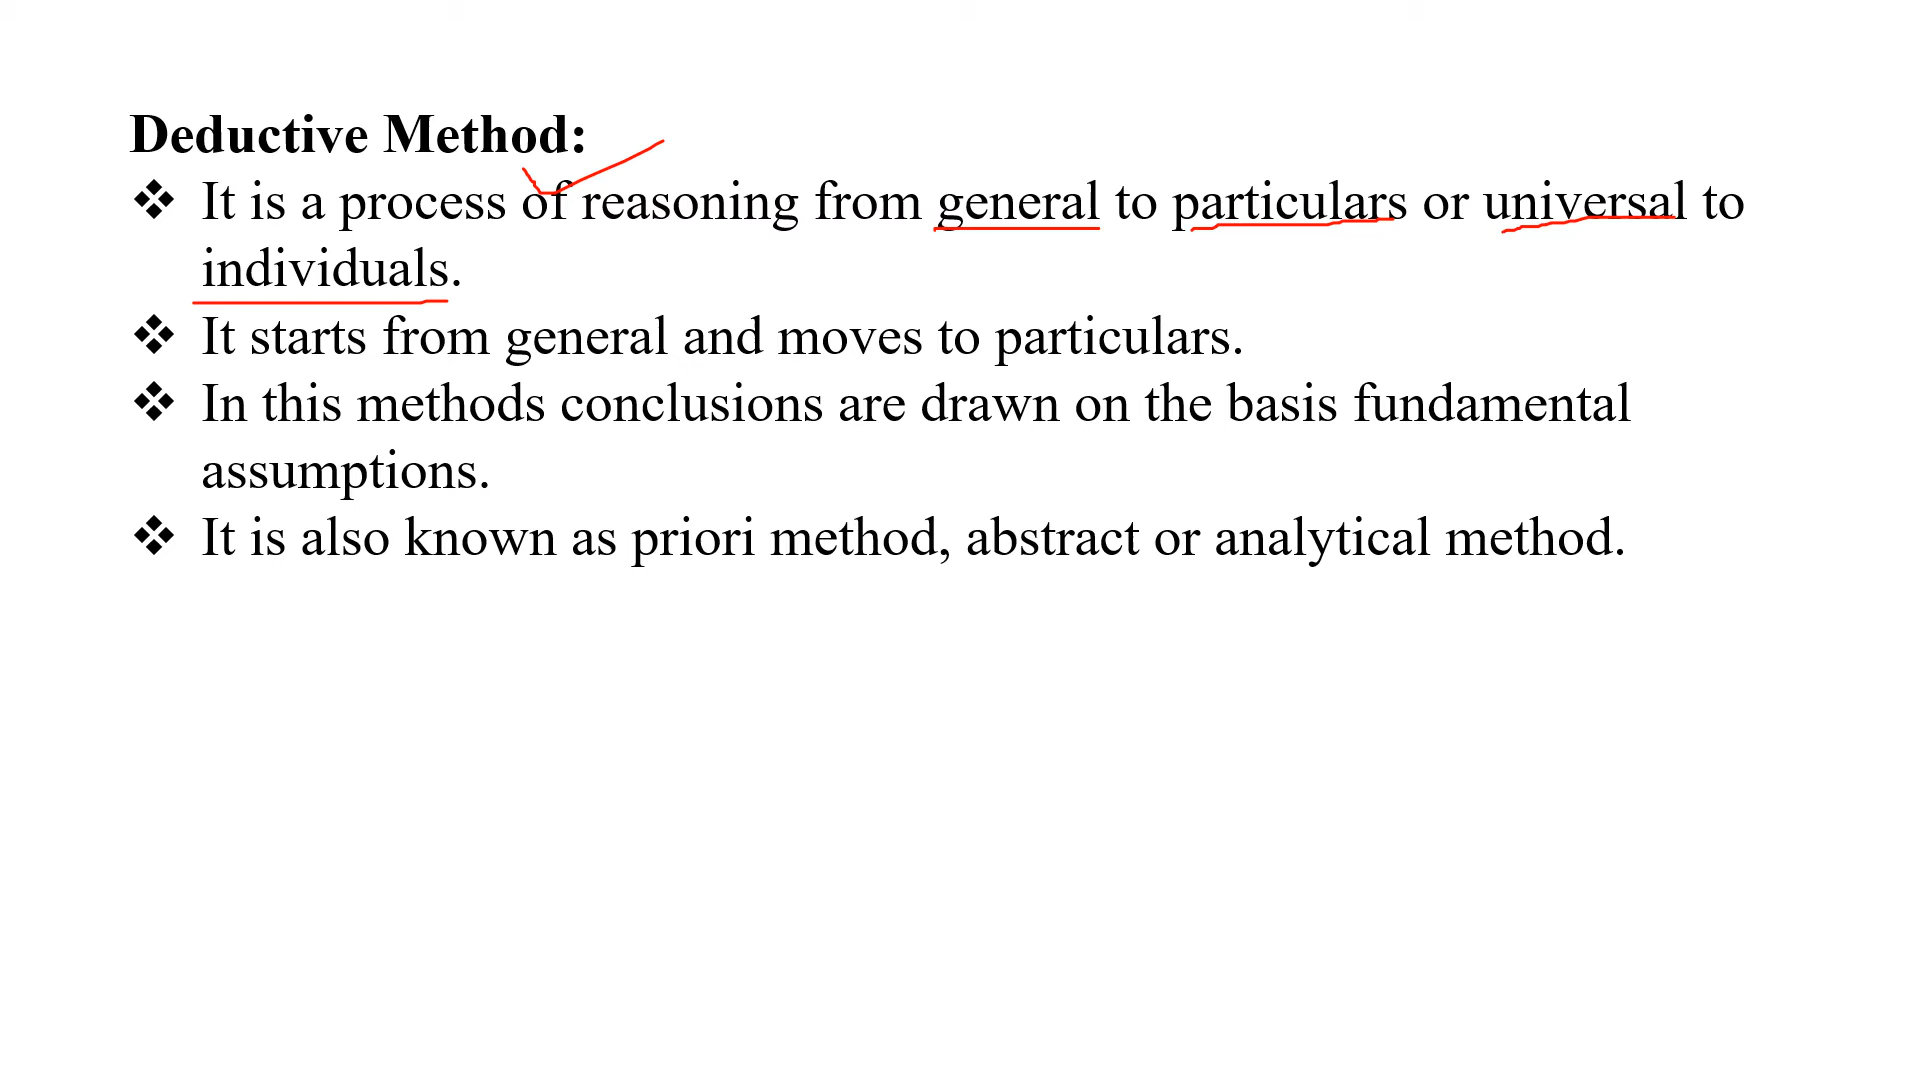 Deductive Method:
❖ It is a process of reasoning from general to particulars or universal to
individuals.
❖ It starts from general and moves to particulars.
❖ In this methods conclusions are drawn on the basis fundamental
assumptions.
❖ It is also known as priori method, abstract or analytical method.